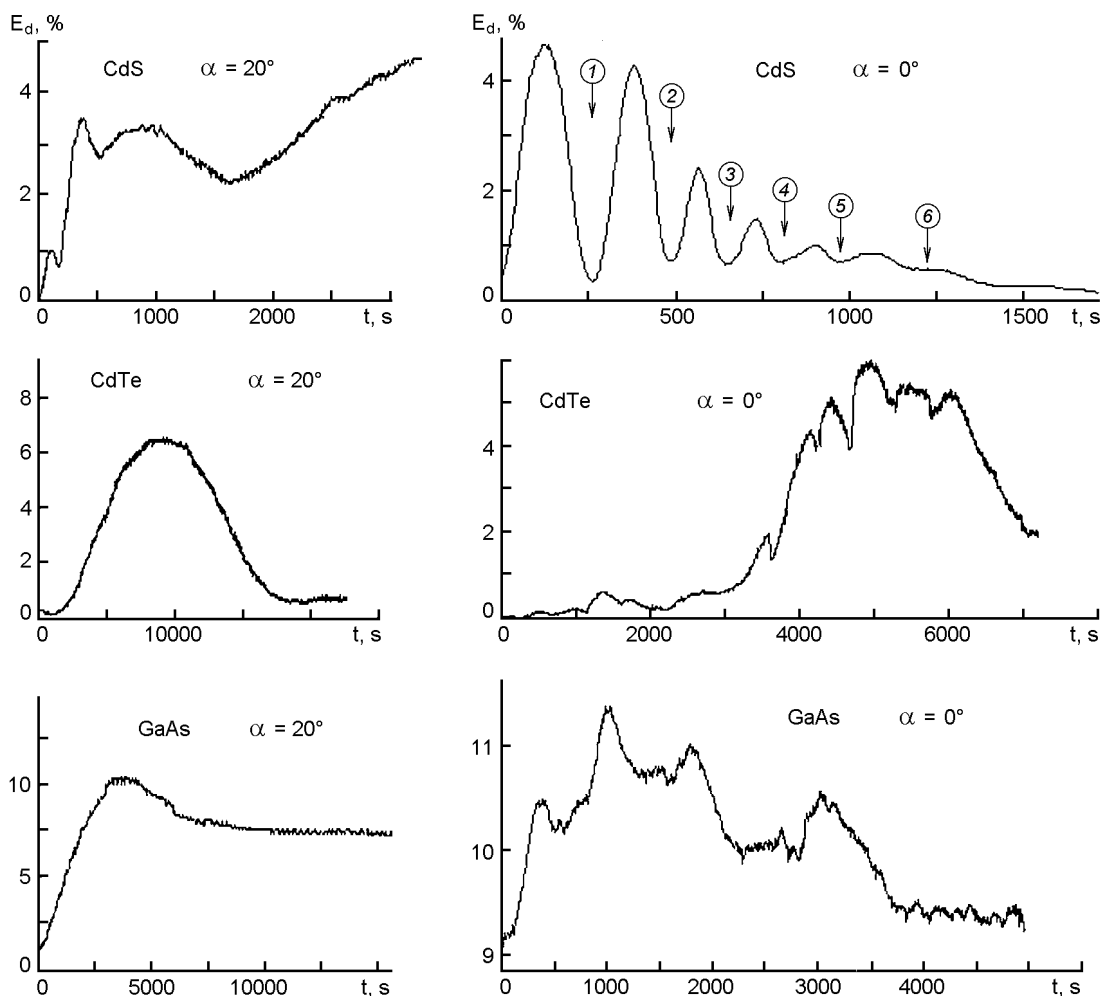 E_d, %
CdS α = 20°
4
2
0
0 1000 2000 t, s
E_d, %
CdS α = 0°
4
2
0
1
2
3
4
5
6
0 500 1000 1500 t, s
CdTe α = 20°
8
6
4
2
0
0 10000 t, s
CdTe α = 0°
4
2
0
0 2000 4000 6000 t, s
GaAs α = 20°
10
5
0
0 5000 10000 t, s
GaAs α = 0°
11
10
9
0 1000 2000 3000 4000 t, s